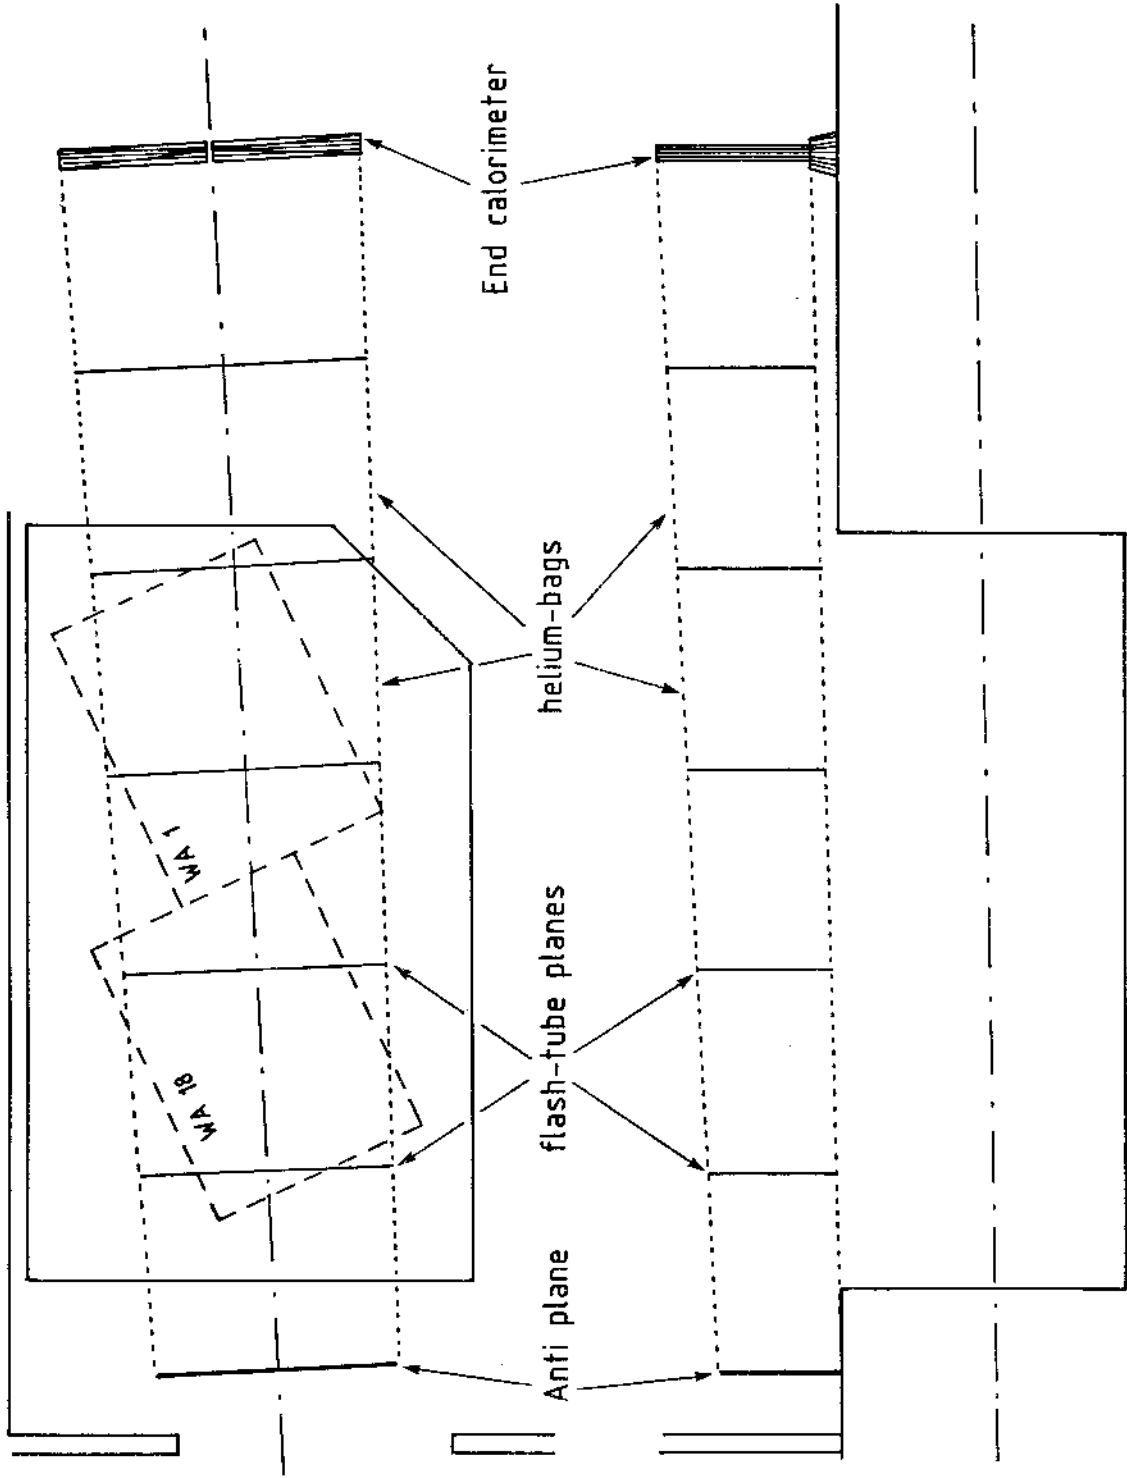 End calorimeter
helium-bags
flash-tube planes
Anti plane
WA 1
WA 18